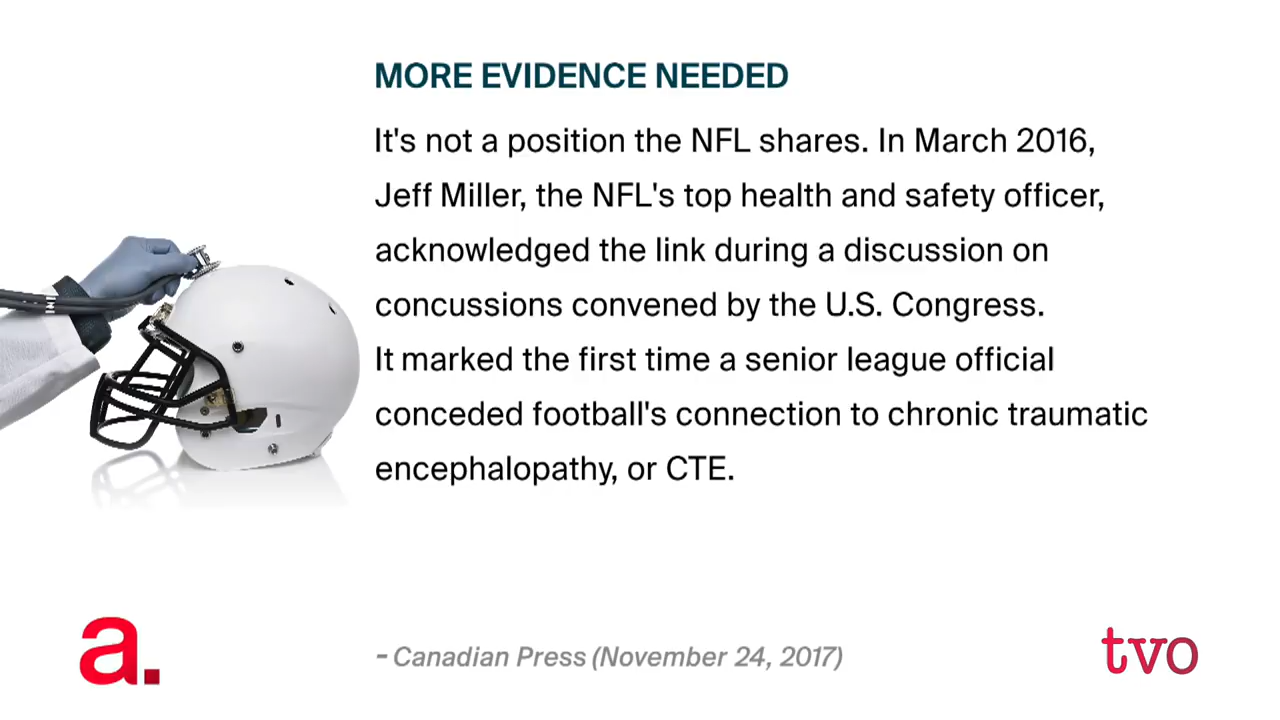 MORE EVIDENCE NEEDED
It's not a position the NFL shares. In March 2016,
Jeff Miller, the NFL's top health and safety officer,
acknowledged the link during a discussion on
concussions convened by the U.S. Congress.
It marked the first time a senior league official
conceded football's connection to chronic traumatic
encephalopathy, or CTE.
a.
- Canadian Press (November 24, 2017)
tvo